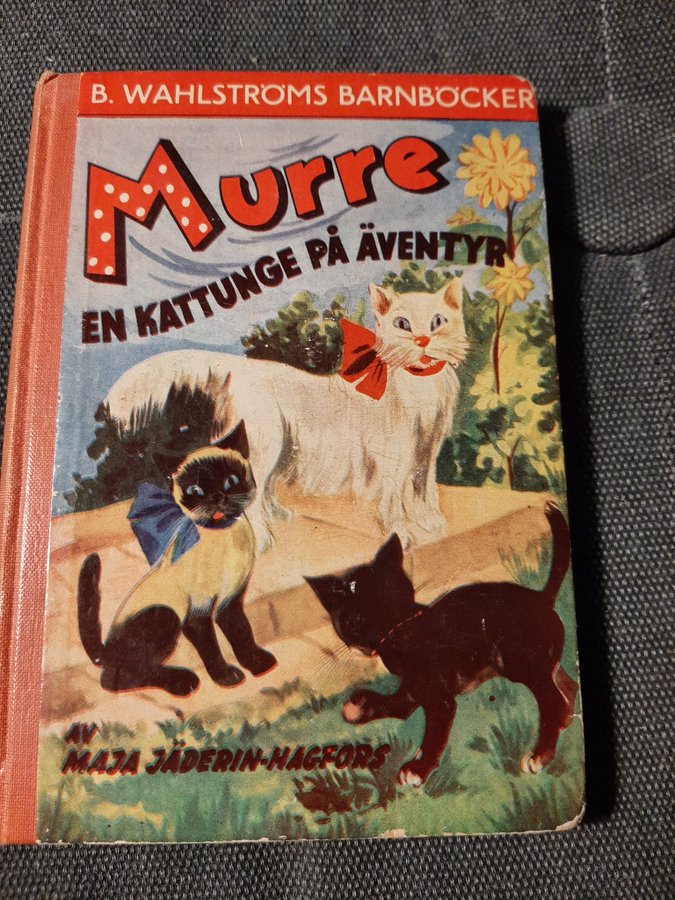 B. WAHLSTRÖMS BARNBÖCKER
Murre
EN KATTUNGE PÅ ÄVENTYR
AV
MAJA JÄDERIN-HAGFORS